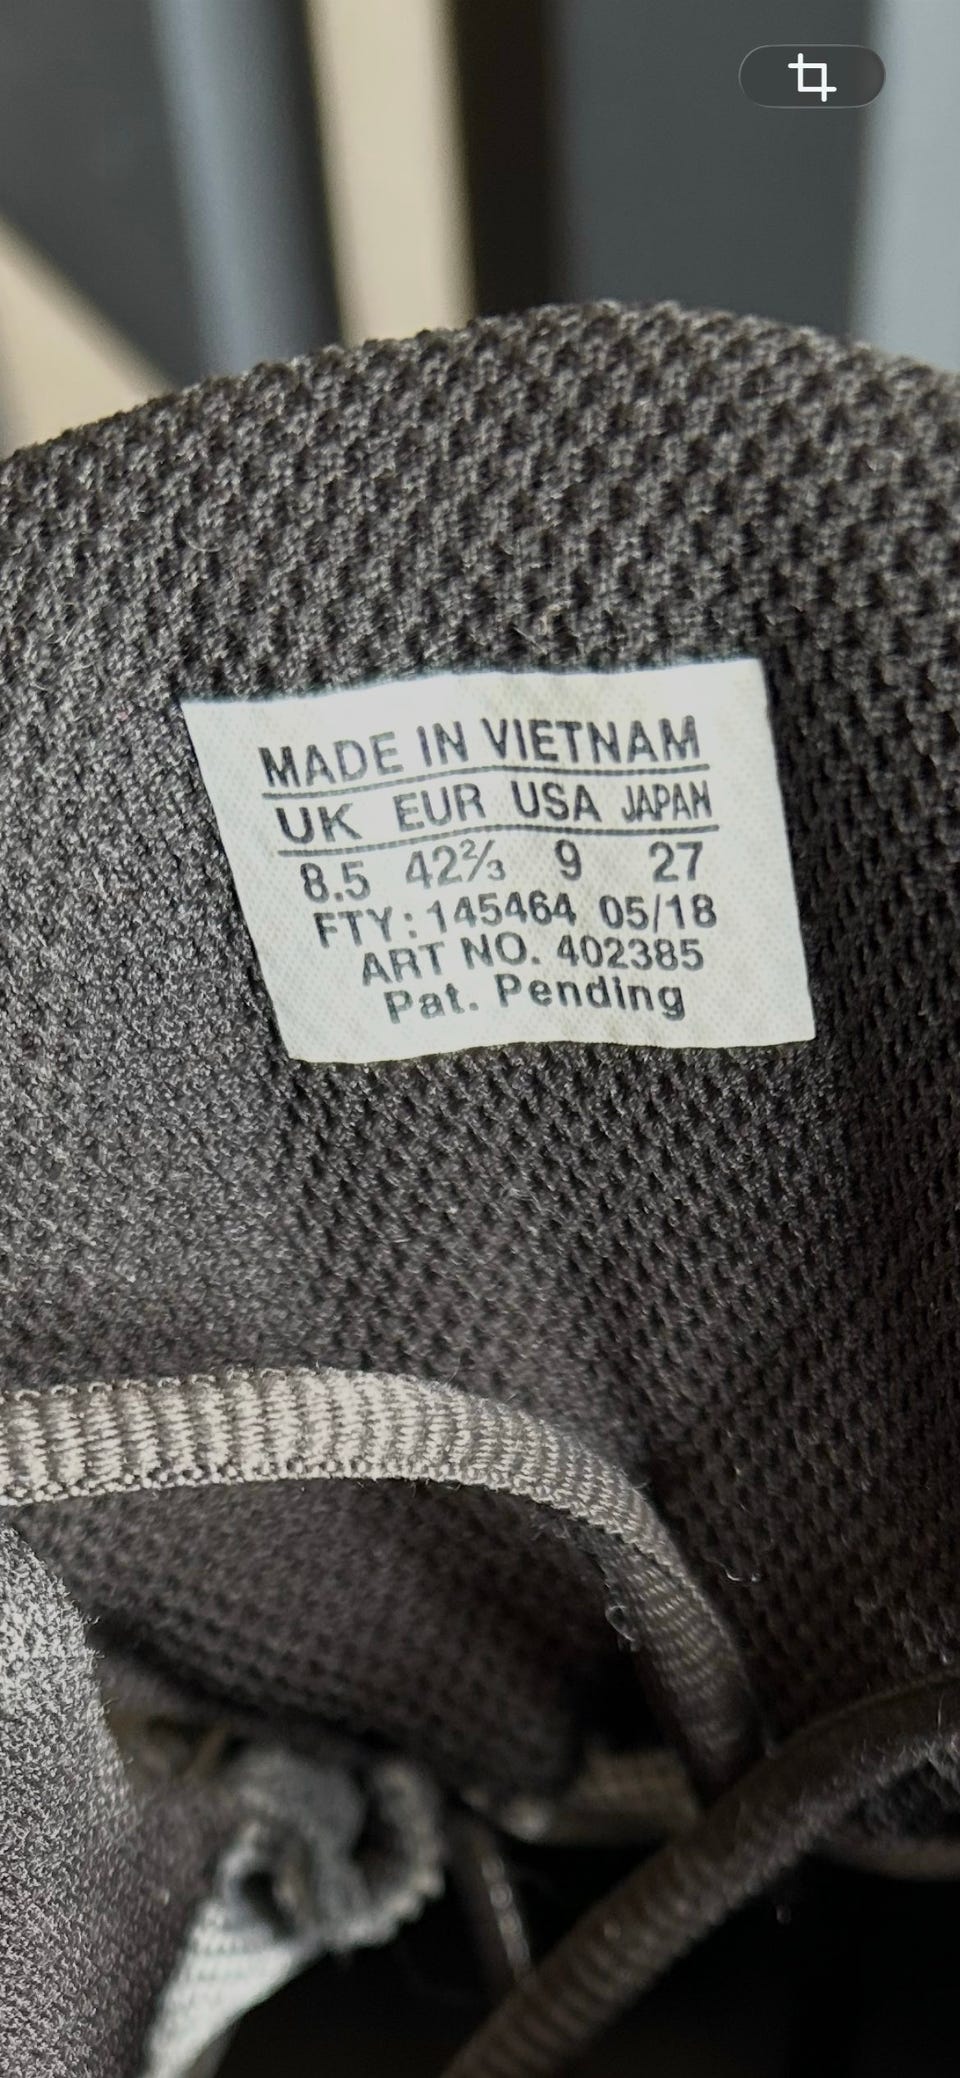 MADE IN VIETNAM
UK EUR USA JAPAN
8.5 42⅔ 9 27
FTY: 145464 05/18
ART NO. 402385
Pat. Pending